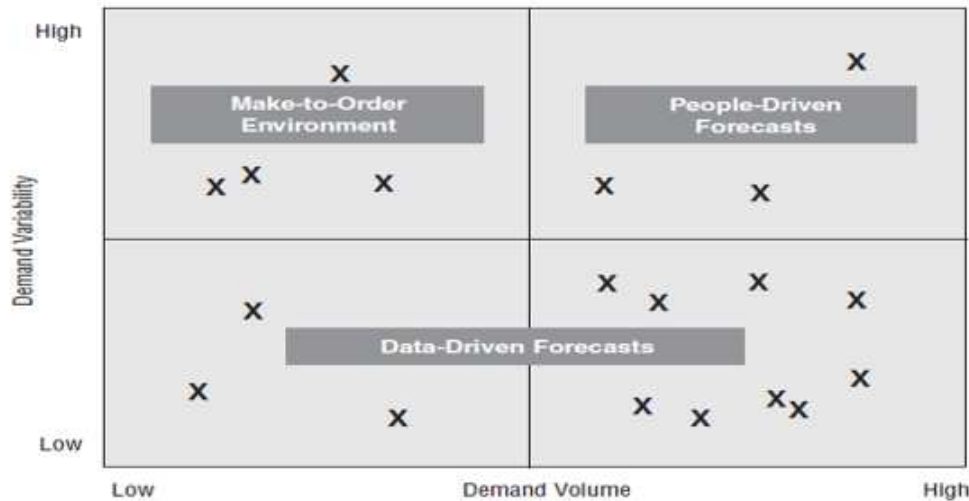 High
Make-to-Order
Environment
People-Driven
Forecasts
Demand Variability
Data-Driven Forecasts
Low
Low
Demand Volume
High